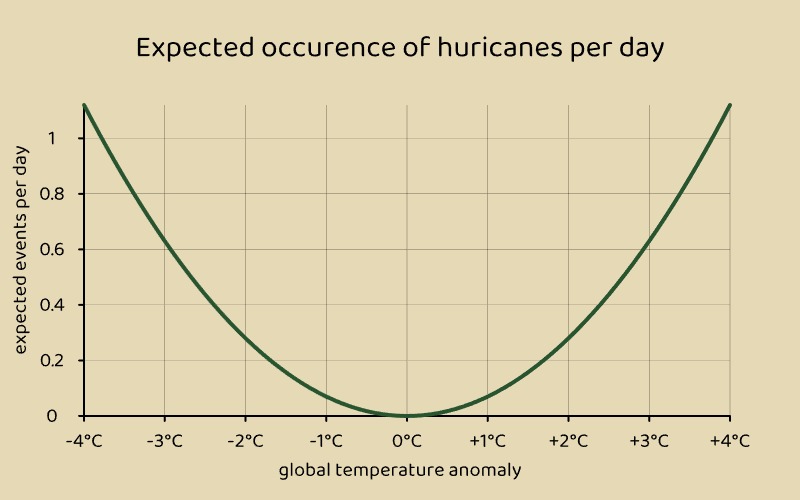 Expected occurence of huricanes per day
expected events per day
1
0.8
0.6
0.4
0.2
0
-4°C -3°C -2°C -1°C 0°C +1°C +2°C +3°C +4°C
global temperature anomaly